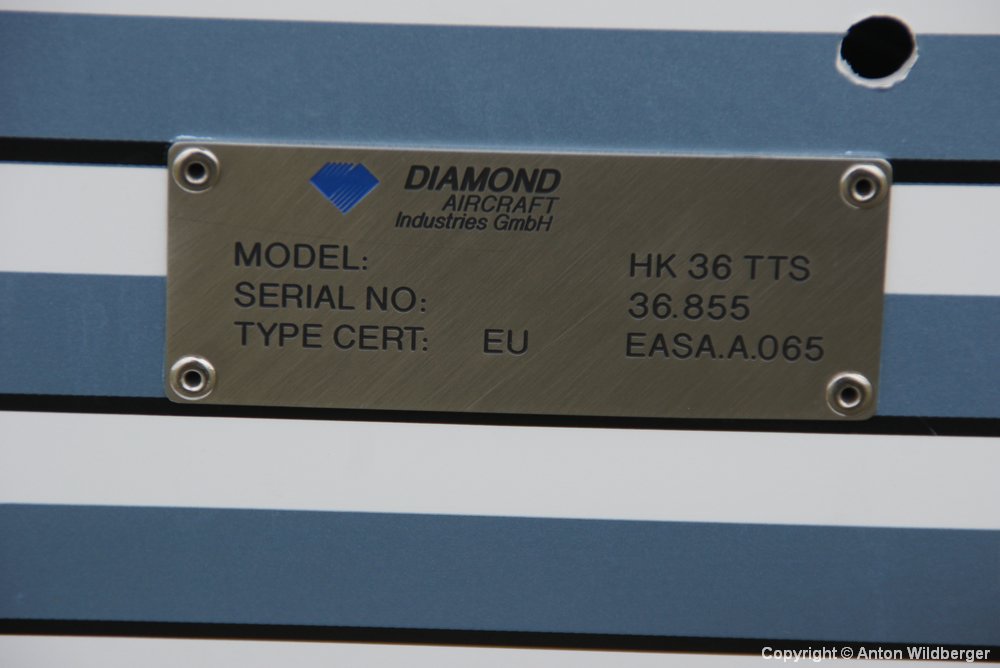 DIAMOND
AIRCRAFT
Industries GmbH
MODEL: HK 36 TTS
SERIAL NO: 36.855
TYPE CERT: EU EASA.A.065
Copyright © Anton Wildberger